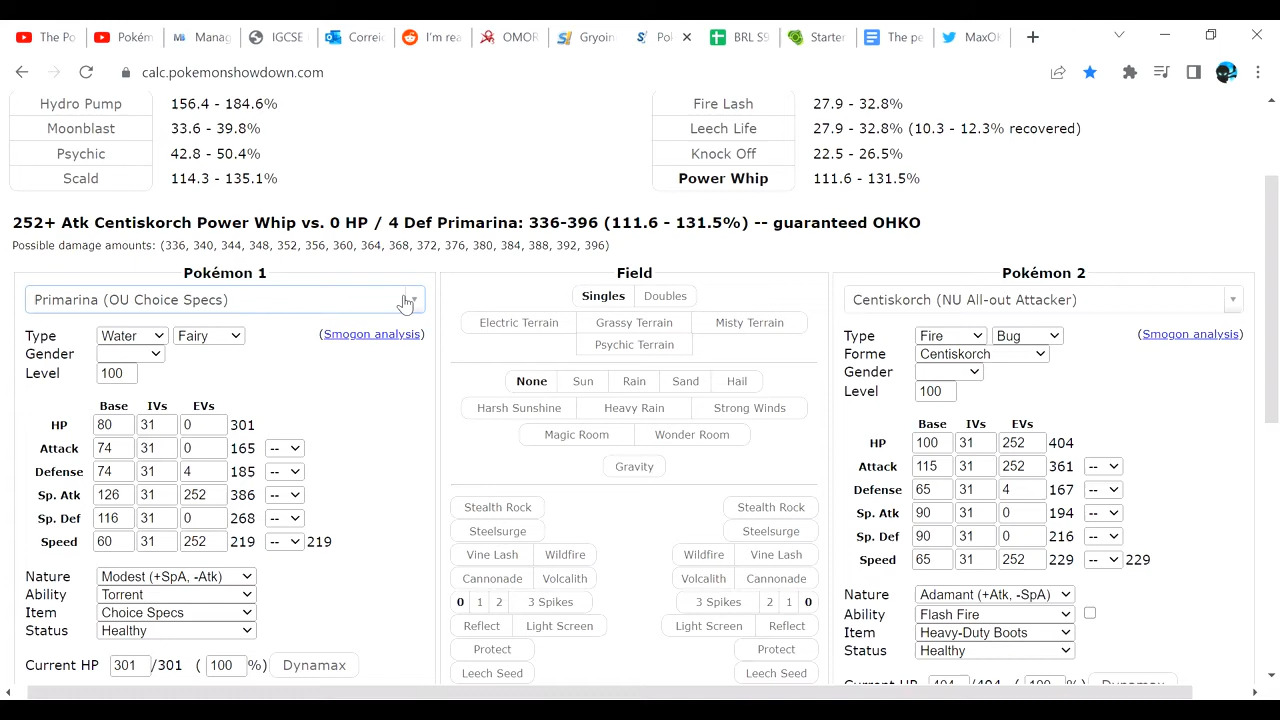 The Po Pokém Manag IGCSE Correic I'm rea OMOR Gryoin Po BRL S9 Starter The pe MaxOH
calc.pokemonshowdown.com
Hydro Pump 156.4 - 184.6% Fire Lash 27.9 - 32.8%
Moonblast 33.6 - 39.8% Leech Life 27.9 - 32.8% (10.3 - 12.3% recovered)
Psychic 42.8 - 50.4% Knock Off 22.5 - 26.5%
Scald 114.3 - 135.1% Power Whip 111.6 - 131.5%
252+ Atk Centiskorch Power Whip vs. 0 HP / 4 Def Primarina: 336-396 (111.6 - 131.5%) -- guaranteed OHKO
Possible damage amounts: (336, 340, 344, 348, 352, 356, 360, 364, 368, 372, 376, 380, 384, 388, 392, 396)
Pokémon 1
Primarina (OU Choice Specs)
Type Water Fairy (Smogon analysis)
Gender
Level 100
Base IVs EVs
HP 80 31 0 301
Attack 74 31 0 165 --
Defense 74 31 4 185 --
Sp. Atk 126 31 252 386 --
Sp. Def 116 31 0 268 --
Speed 60 31 252 219 -- 219
Nature Modest (+SpA, -Atk)
Ability Torrent
Item Choice Specs
Status Healthy
Current HP 301 /301 ( 100 %) Dynamax
Field
Singles Doubles
Electric Terrain Grassy Terrain Misty Terrain
Psychic Terrain
None Sun Rain Sand Hail
Harsh Sunshine Heavy Rain Strong Winds
Magic Room Wonder Room
Gravity
Stealth Rock Stealth Rock
Steelsurge Steelsurge
Vine Lash Wildfire Wildfire Vine Lash
Cannonade Volcalith Volcalith Cannonade
0 1 2 3 Spikes 3 Spikes 2 1 0
Reflect Light Screen Light Screen Reflect
Protect Protect
Leech Seed Leech Seed
Pokémon 2
Centiskorch (NU All-out Attacker)
Type Fire Bug (Smogon analysis)
Forme Centiskorch
Gender
Level 100
Base IVs EVs
HP 100 31 252 404
Attack 115 31 252 361 --
Defense 65 31 4 167 --
Sp. Atk 90 31 0 194 --
Sp. Def 90 31 0 216 --
Speed 65 31 252 229 -- 229
Nature Adamant (+Atk, -SpA)
Ability Flash Fire
Item Heavy-Duty Boots
Status Healthy
Current HP 404 /404 ( 100 %) Dynamax